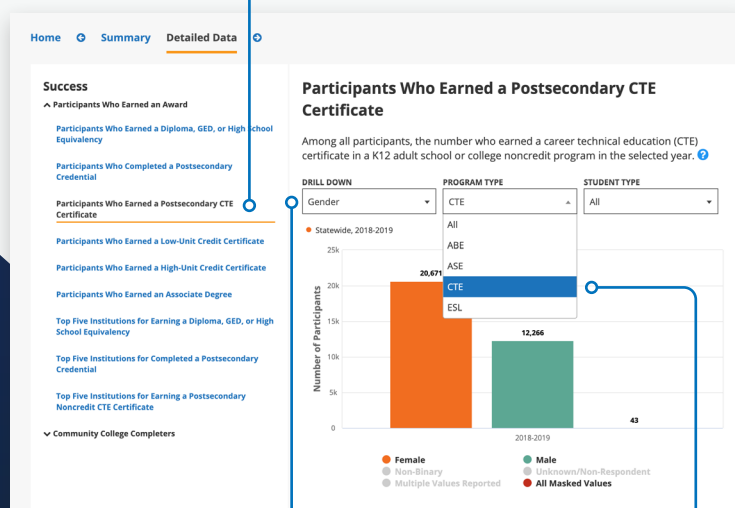 Home Summary Detailed Data
Success
Participants Who Earned an Award
Participants Who Earned a Diploma, GED, or High School
Equivalency
Participants Who Completed a Postsecondary
Credential
Participants Who Earned a Postsecondary CTE
Certificate
Participants Who Earned a Low-Unit Credit Certificate
Participants Who Earned a High-Unit Credit Certificate
Participants Who Earned an Associate Degree
Top Five Institutions for Earning a Diploma, GED, or High
School Equivalency
Top Five Institutions for Completed a Postsecondary
Credential
Top Five Institutions for Earning a Postsecondary
Noncredit CTE Certificate
Community College Completers
Participants Who Earned a Postsecondary CTE
Certificate
Among all participants, the number who earned a career technical education (CTE)
certificate in a K12 adult school or college noncredit program in the selected year. ?
DRILL DOWN PROGRAM TYPE STUDENT TYPE
Gender CTE All
All
ABE
ASE
CTE
ESL
Statewide, 2018-2019
Number of Participants
25k
20k
15k
10k
5k
0
20,671
12,266
43
2018-2019
Female Male
Non-Binary Unknown/Non-Respondent
Multiple Values Reported All Masked Values